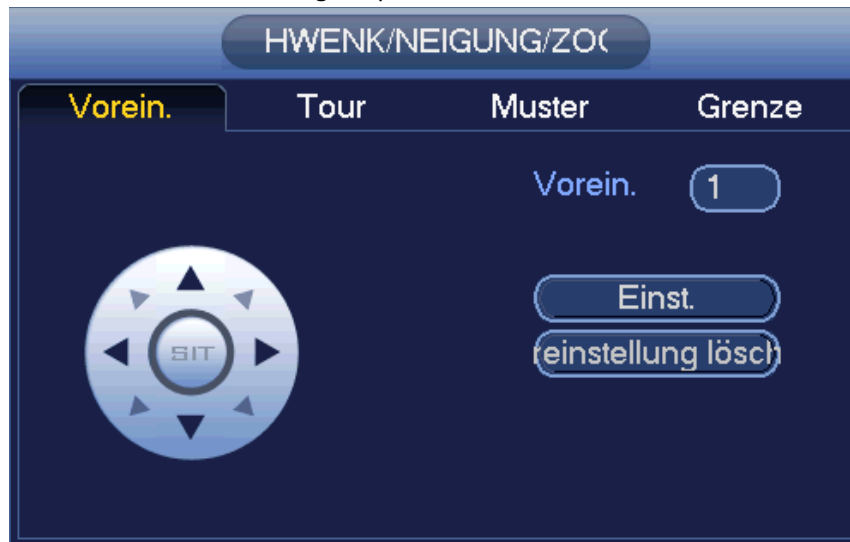 HWENK/NEIGUNG/ZO
Vorein. Tour Muster Grenze
Vorein. 1
Einst.
SIT
reinstellung lösch